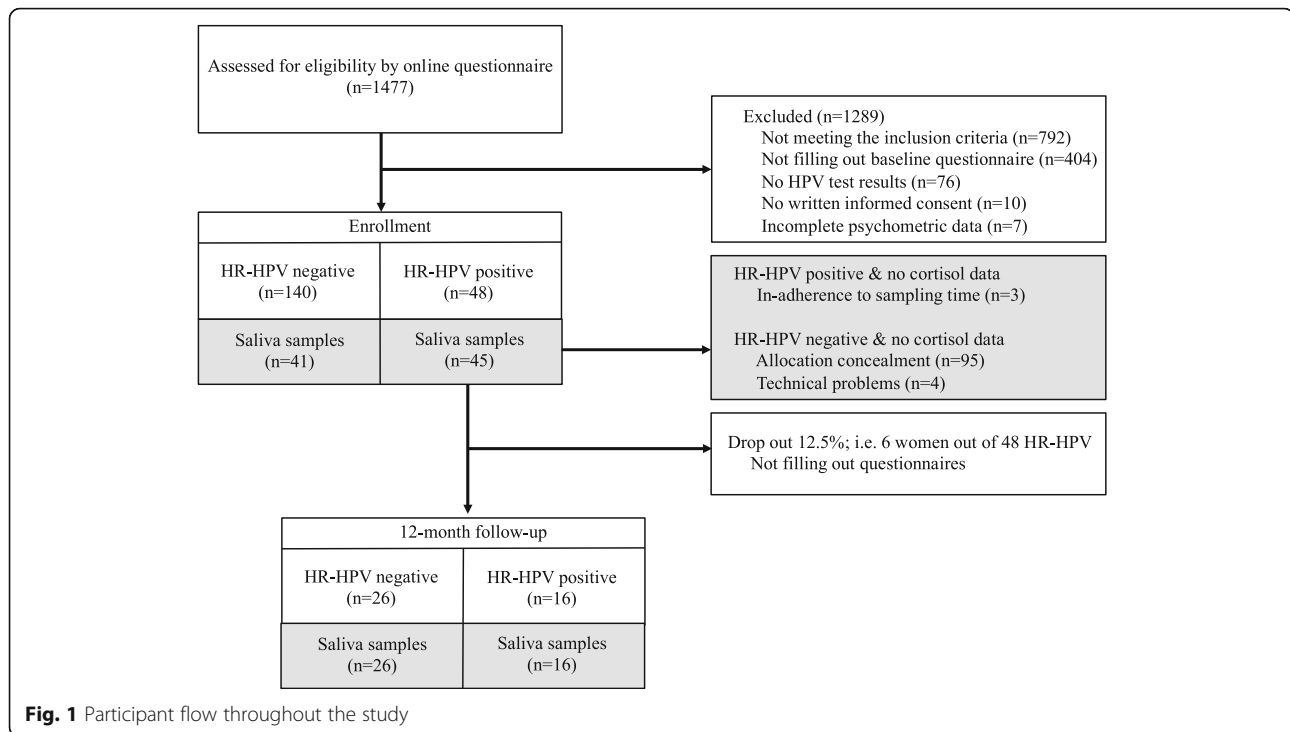 Assessed for eligibility by online questionnaire
(n=1477)
Excluded (n=1289)
Not meeting the inclusion criteria (n=792)
Not filling out baseline questionnaire (n=404)
No HPV test results (n=76)
No written informed consent (n=10)
Incomplete psychometric data (n=7)
Enrollment
HR-HPV negative
(n=140)
HR-HPV positive
(n=48)
Saliva samples
(n=41)
Saliva samples
(n=45)
HR-HPV positive & no cortisol data
In-adherence to sampling time (n=3)
HR-HPV negative & no cortisol data
Allocation concealment (n=95)
Technical problems (n=4)
Drop out 12.5%; i.e. 6 women out of 48 HR-HPV
Not filling out questionnaires
12-month follow-up
HR-HPV negative
(n=26)
HR-HPV positive
(n=16)
Saliva samples
(n=26)
Saliva samples
(n=16)
Fig. 1 Participant flow throughout the study